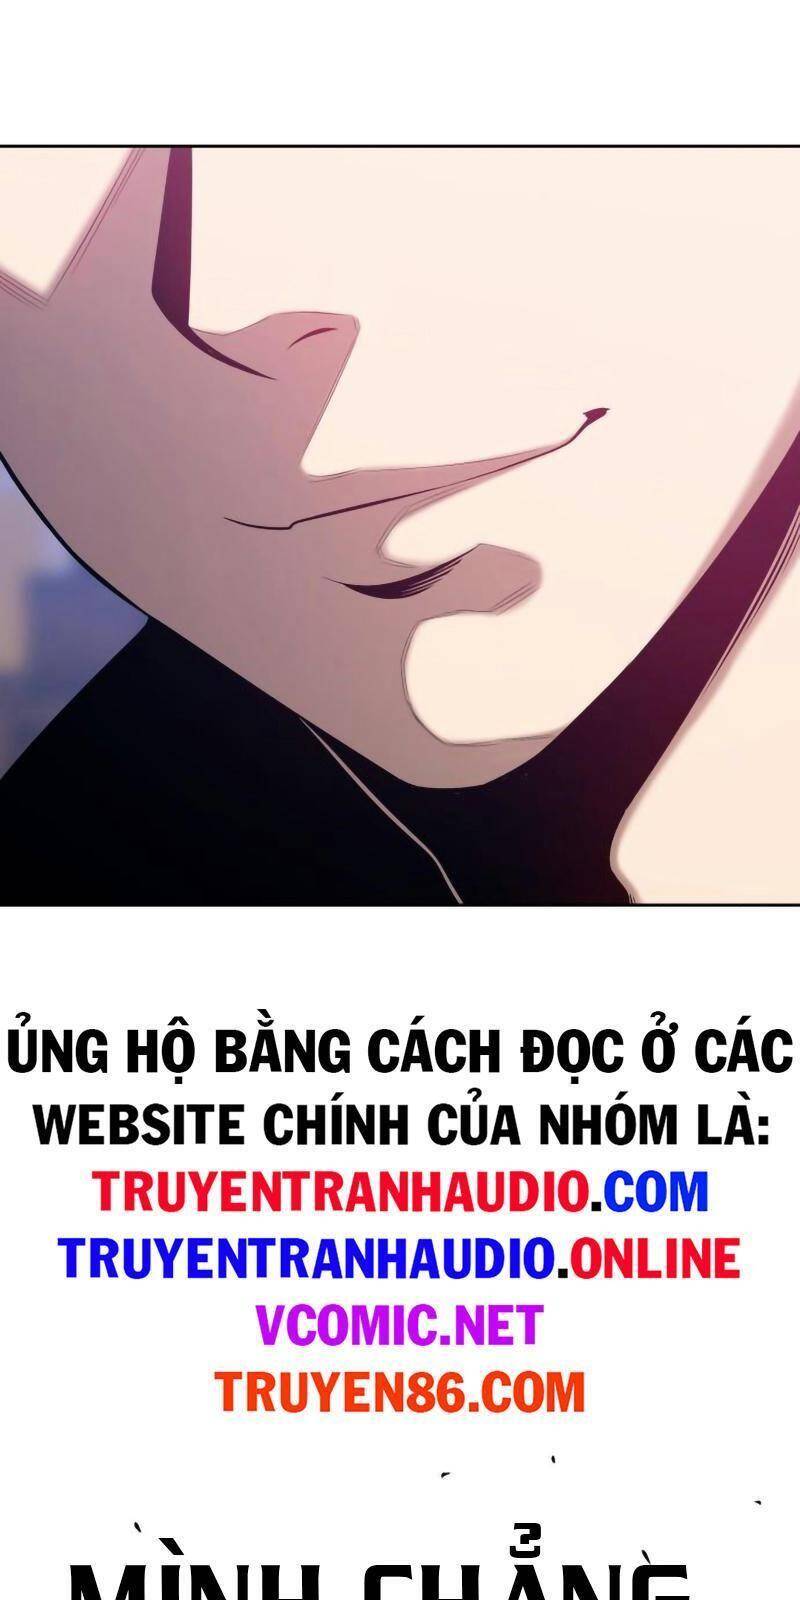 ỦNG HỘ BẰNG CÁCH ĐỌC Ở CÁC
WEBSITE CHÍNH CỦA NHÓM LÀ:
TRUYENTRANHAUDIO.COM
TRUYENTRANHAUDIO.ONLINE
VCOMIC.NET
TRUYEN86.COM
MÌNH CHẲNG